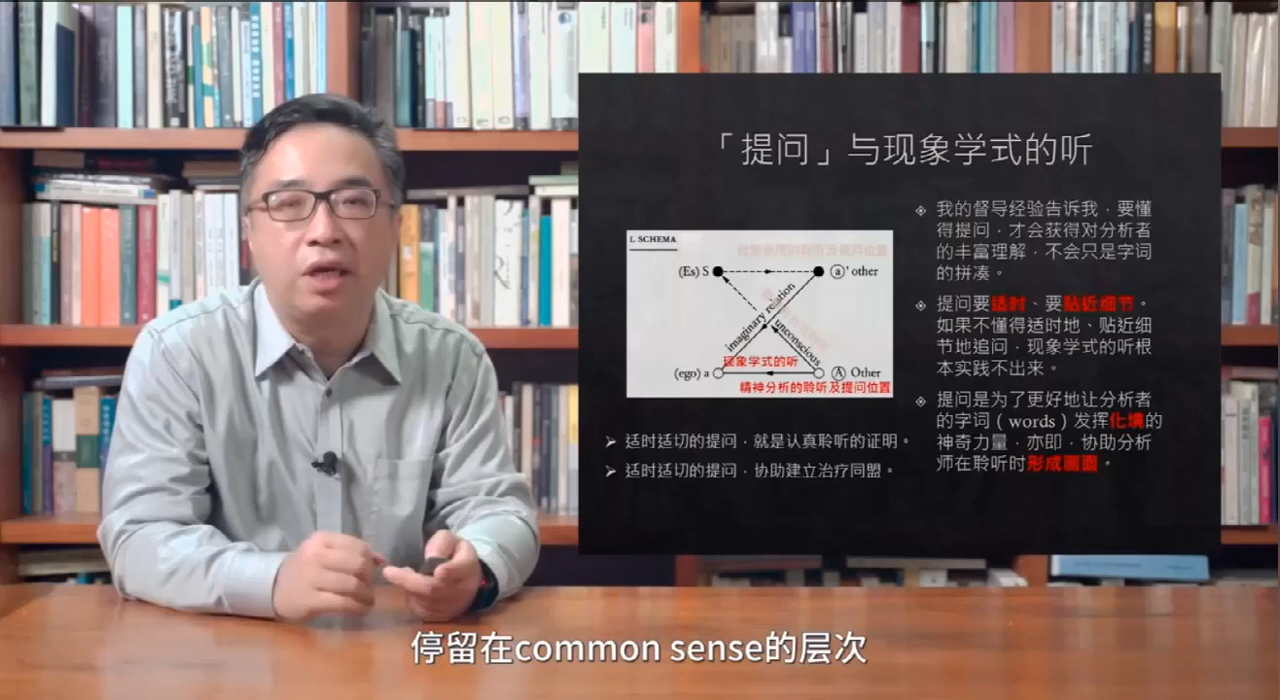 「提问」与现象学式的听
L SCHEMA
(Es) S
ⓐ' other
imaginary relation
unconscious
现象学式的听
(ego) a
Ⓐ Other
精神分析的聆听及提问位置
➢ 适时适切的提问，就是认真聆听的证明。
➢ 适时适切的提问，协助建立治疗同盟。
我的督导经验告诉我，要懂
得提问，才会获得对分析者
的丰富理解，不会只是字词
的拼凑。
提问要适时、要贴近细节。
如果不懂得适时地、贴近细
节地追问，现象学式的听根
本实践不出来。
提问是为了更好地让分析者
的字词（words）发挥化境的
神奇力量，亦即，协助分析
师在聆听时形成画面。
停留在common sense的层次